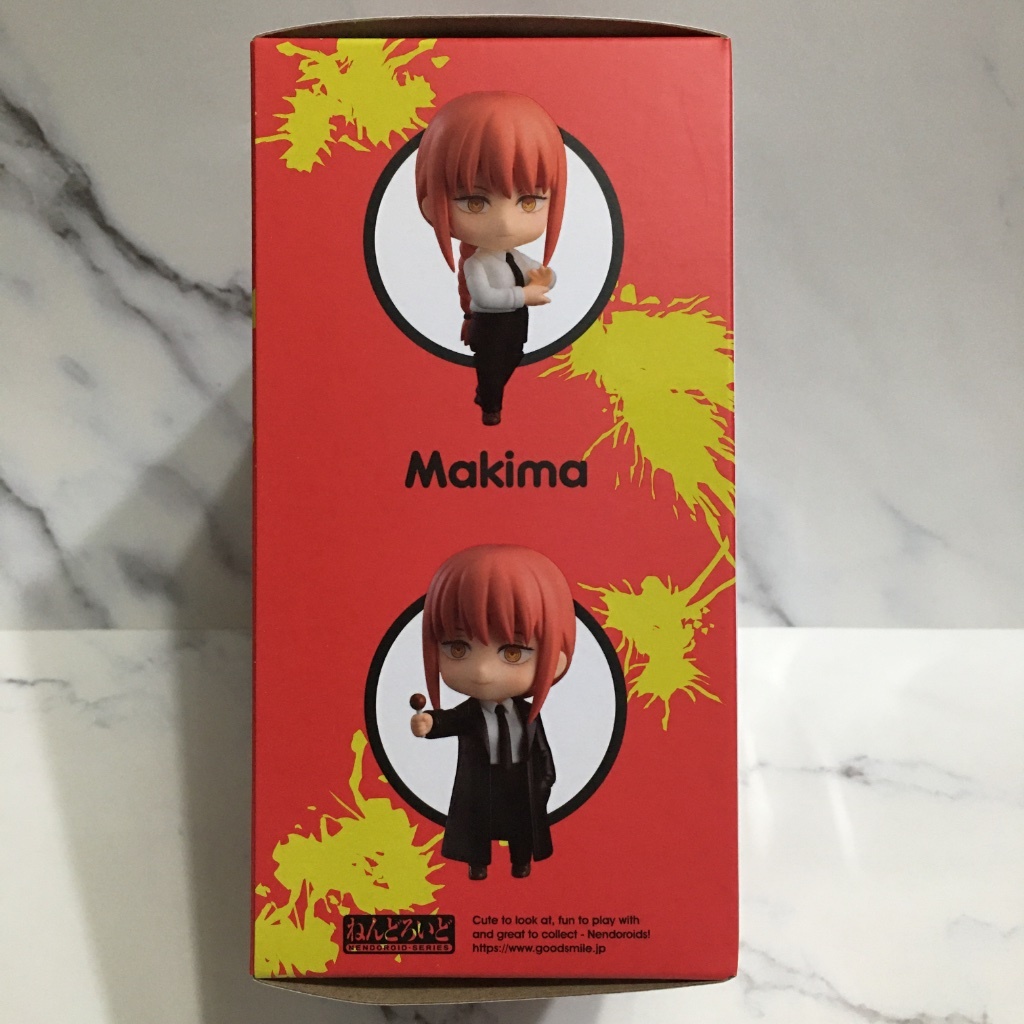 Makima
ねんどろいど
NENDOROID-SERIES
Cute to look at, fun to play with
and great to collect - Nendoroids!
https://www.goodsmile.jp